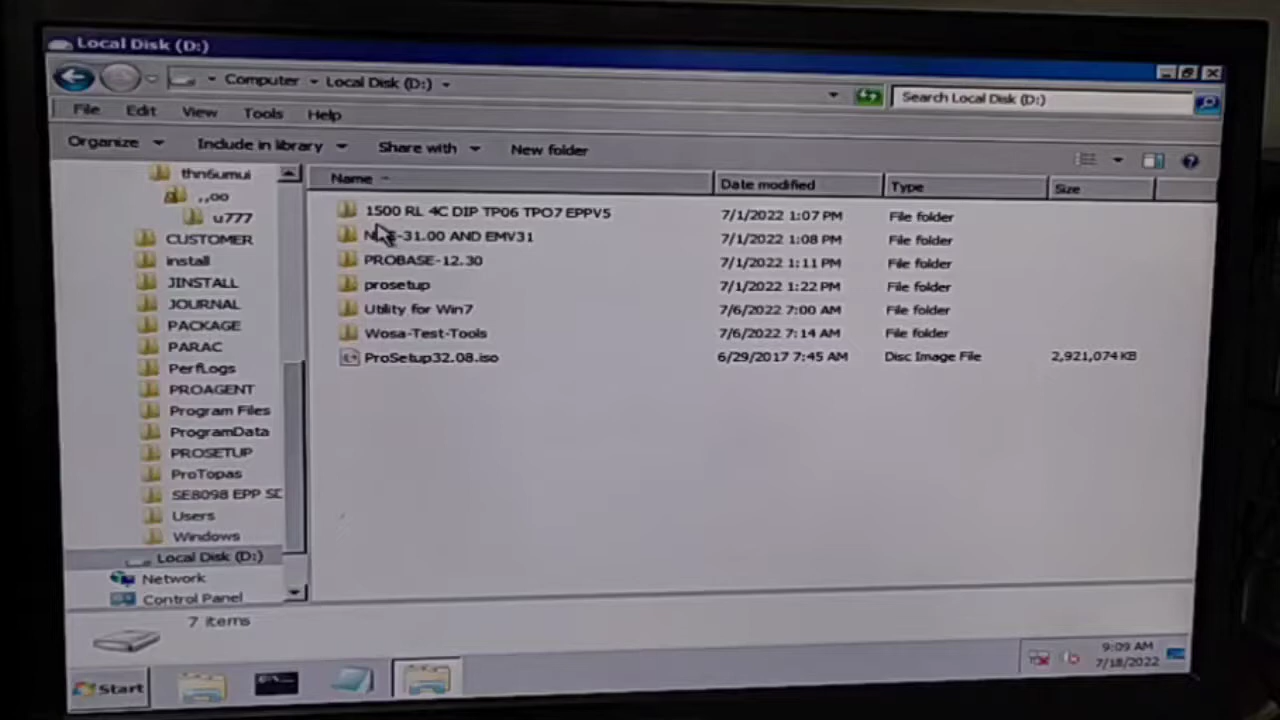 Local Disk (D:)
Computer Local Disk (D:)
Search Local Disk (D:)
File Edit View Tools Help
Organize Include in library Share with New folder
thn6umui
,,oo
u777
CUSTOMER
install
JINSTALL
JOURNAL
PACKAGE
PARAC
PerfLogs
PROAGENT
Program Files
ProgramData
PROSETUP
ProTopas
SE8098 EPP SD
Users
Windows
Local Disk (D:)
Network
Control Panel
Name Date modified Type Size
1500 RL 4C DIP TP06 TPO7 EPPV5 7/1/2022 1:07 PM File folder
-31.00 AND EMV31 7/1/2022 1:08 PM File folder
PROBASE-12.30 7/1/2022 1:11 PM File folder
prosetup 7/1/2022 1:22 PM File folder
Utility for Win7 7/6/2022 7:00 AM File folder
Wosa-Test-Tools 7/6/2022 7:14 AM File folder
ProSetup32.08.iso 6/29/2017 7:45 AM Disc Image File 2,921,074 KB
7 items
Start
9:09 AM
7/18/2022